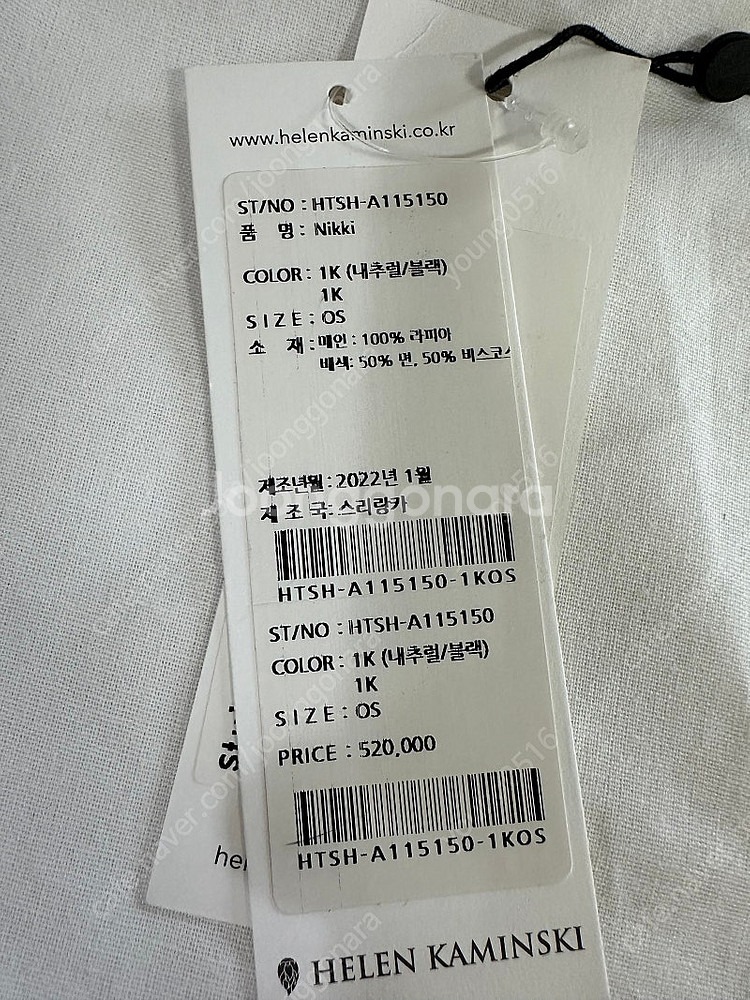 www.helenkaminski.co.kr
ST/NO : HTSH-A115150
품 명 : Nikki
COLOR : 1K (내추럴/블랙)
1K
SIZE : OS
소 재 : 메인 : 100% 라피아
배색: 50% 면, 50% 비스코스
제조년월 : 2022년 1월
제 조 국: 스리랑카
HTSH-A115150-1KOS
ST/NO : HTSH-A115150
COLOR : 1K (내추럴/블랙)
1K
SIZE : OS
PRICE : 520,000
HTSH-A115150-1KOS
HELEN KAMINSKI
hel
Joonggonara
young0516